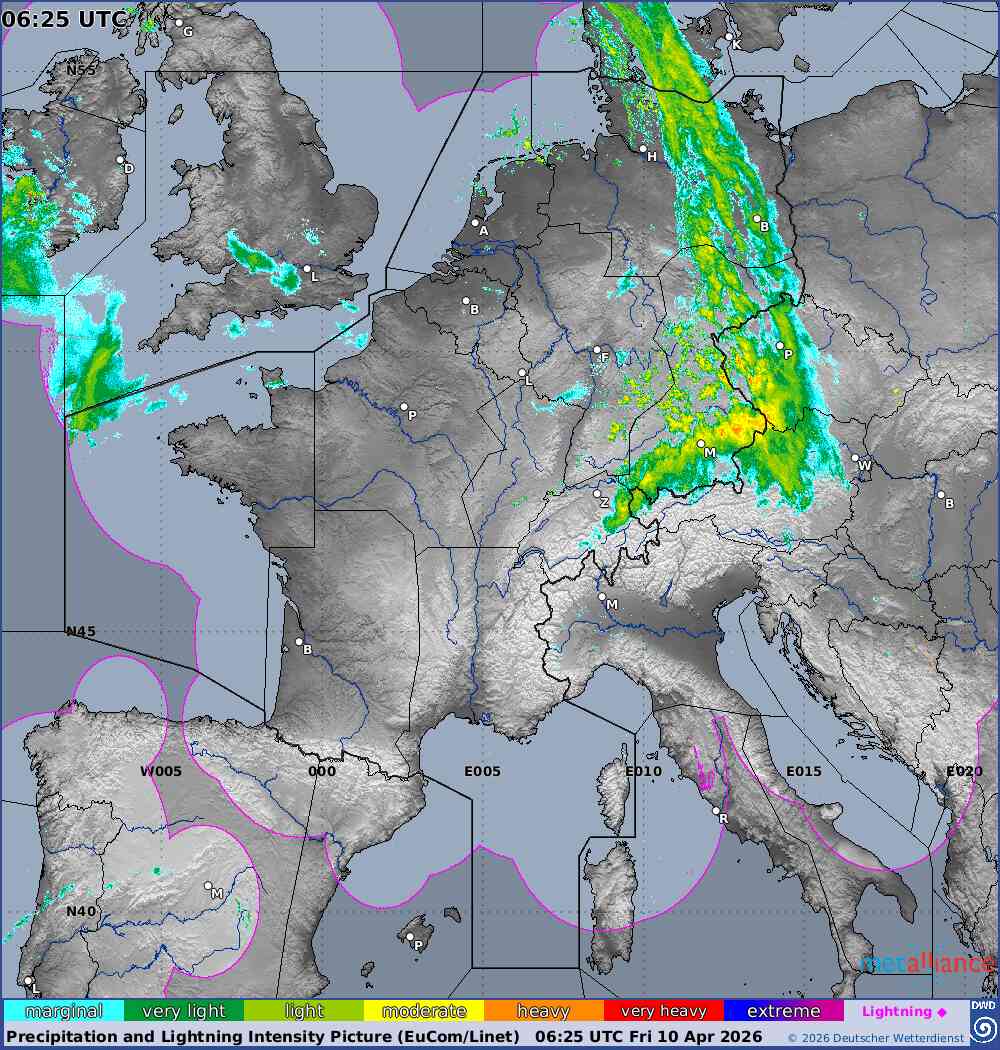 06:25 UTC
G
K
N55
H
D
A
B
L
B
F
P
L
P
M
W
Z
B
M
N45
B
W005
000
E005
E010
E015
E020
R
M
N40
P
L
metalliance
marginal
very light
light
moderate
heavy
very heavy
extreme
Lightning ◆
DWD
Precipitation and Lightning Intensity Picture (EuCom/Linet) 06:25 UTC Fri 10 Apr 2026 © 2026 Deutscher Wetterdienst